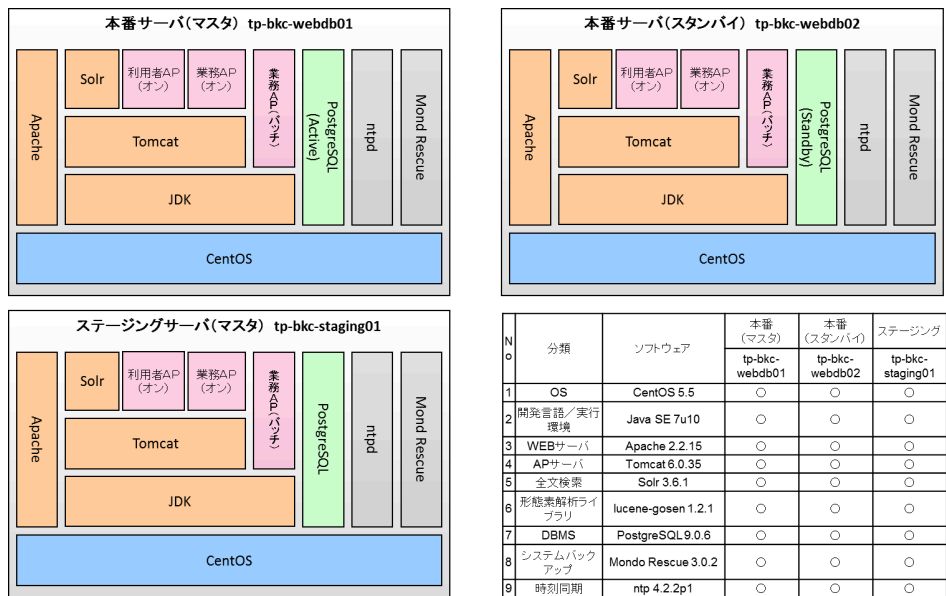 本番サーバ(マスタ) tp-bkc-webdb01
Apache
Solr
利用者AP
(オン)
業務AP
(オン)
業務AP(バッチ)
Tomcat
JDK
PostgreSQL
(Active)
ntpd
Mond Rescue
CentOS
本番サーバ(スタンバイ) tp-bkc-webdb02
Apache
Solr
利用者AP
(オン)
業務AP
(オン)
業務AP(バッチ)
Tomcat
JDK
PostgreSQL
(Standby)
ntpd
Mond Rescue
CentOS
ステージングサーバ(マスタ) tp-bkc-staging01
Apache
Solr
利用者AP
(オン)
業務AP
(オン)
業務AP(バッチ)
Tomcat
JDK
PostgreSQL
ntpd
Mond Rescue
CentOS
No 分類 ソフトウェア 本番(マスタ) 本番(スタンバイ) ステージング
tp-bkc-webdb01 tp-bkc-webdb02 tp-bkc-staging01
1 OS CentOS 5.5 ○ ○ ○
2 開発言語/実行環境 Java SE 7u10 ○ ○ ○
3 WEBサーバ Apache 2.2.15 ○ ○ ○
4 APサーバ Tomcat 6.0.35 ○ ○ ○
5 全文検索 Solr 3.6.1 ○ ○ ○
6 形態素解析ライブラリ lucene-gosen 1.2.1 ○ ○ ○
7 DBMS PostgreSQL 9.0.6 ○ ○ ○
8 システムバックアップ Mondo Rescue 3.0.2 ○ ○ ○
9 時刻同期 ntp 4.2.2p1 ○ ○ ○